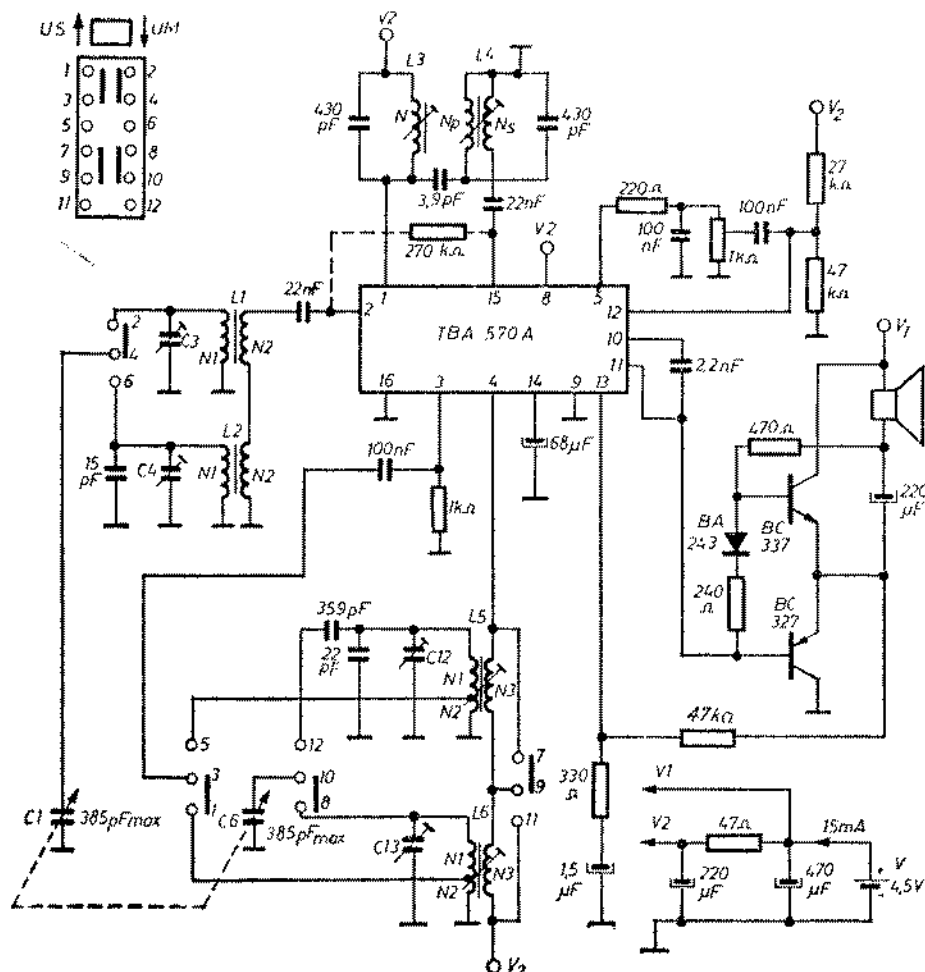 US UM
1 2
3 4
5 6
7 8
9 10
11 12
V2
L3 L4
430 pF
N
Np Ns
430 pF
3,9pF
22nF
V2
27 kΩ
220Ω
100nF
100 nF
1kΩ
47 kΩ
270 kΩ
V2
22nF
L1
2
4
6
C3
N1 N2
L2
15 pF
C4
N1 N2
1 15 8 5
2 12
TBA 570A
10
11
16 3 4 14 9 13
2,2nF
V1
100nF
1kΩ
68µF
470Ω
220 µF
BA 243
BC 337
240 Ω
BC 327
359pF
22 pF
C12
L5
N1
N2
N3
5 12
3 10
1 8
7
9
11
47kΩ
330 Ω
1,5 µF
C1 385pFmax
C6 385pFmax
C13
L6
N1
N2
N3
V2
V1
V2
47Ω
15mA
220 µF
470 µF
V
4,5V